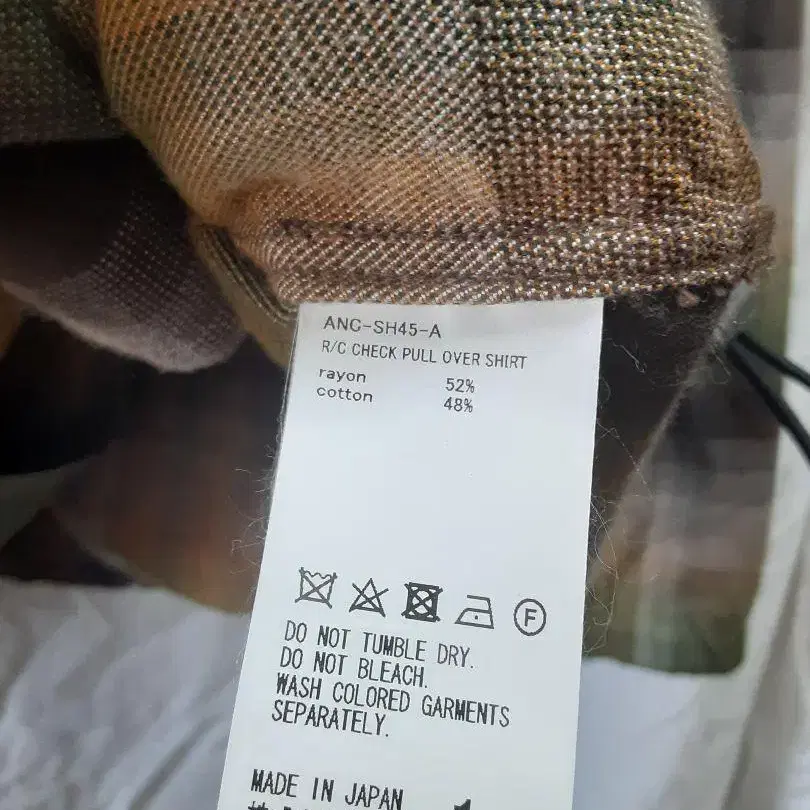 ANC-SH45-A
R/C CHECK PULL OVER SHIRT
rayon 52%
cotton 48%
F
DO NOT TUMBLE DRY.
DO NOT BLEACH.
WASH COLORED GARMENTS
SEPARATELY.
MADE IN JAPAN